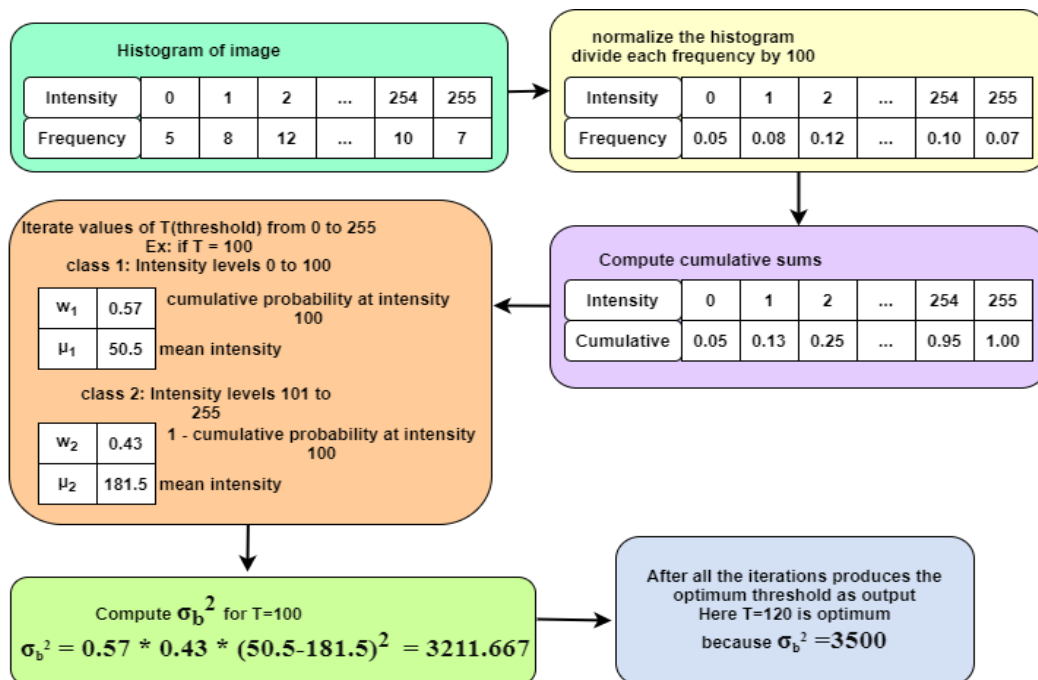 Histogram of image
Intensity 0 1 2 ... 254 255
Frequency 5 8 12 ... 10 7
normalize the histogram
divide each frequency by 100
Intensity 0 1 2 ... 254 255
Frequency 0.05 0.08 0.12 ... 0.10 0.07
Compute cumulative sums
Intensity 0 1 2 ... 254 255
Cumulative 0.05 0.13 0.25 ... 0.95 1.00
Iterate values of T(threshold) from 0 to 255
Ex: if T = 100
class 1: Intensity levels 0 to 100
w₁ 0.57 cumulative probability at intensity
100
μ₁ 50.5 mean intensity
class 2: Intensity levels 101 to
255
w₂ 0.43 1 - cumulative probability at intensity
100
μ₂ 181.5 mean intensity
Compute σb² for T=100
σb² = 0.57 * 0.43 * (50.5-181.5)² = 3211.667
After all the iterations produces the
optimum threshold as output
Here T=120 is optimum
because σb² =3500